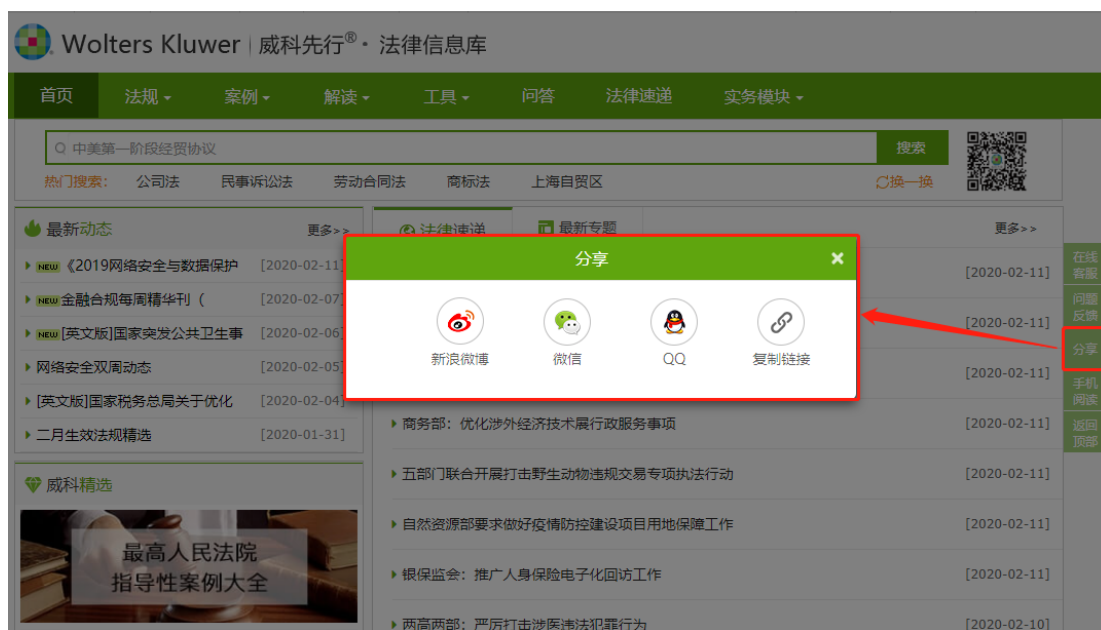 Wolters Kluwer | 威科先行®· 法律信息库
首页 法规 案例 解读 工具 问答 法律速递 实务模块
中美第一阶段经贸协议 搜索
热门搜索: 公司法 民事诉讼法 劳动合同法 商标法 上海自贸区 换一换
最新动态 更多>>
法律速递 最新专题 更多>>
NEW 《2019网络安全与数据保护 [2020-02-11]
NEW 金融合规每周精华刊( [2020-02-07]
NEW [英文版]国家突发公共卫生事 [2020-02-06]
网络安全双周动态 [2020-02-05]
[英文版]国家税务总局关于优化 [2020-02-04]
二月生效法规精选 [2020-01-31]
威科精选
最高人民法院
指导性案例大全
分享 ×
新浪微博 微信 QQ 复制链接
[2020-02-11]
[2020-02-11]
[2020-02-11]
商务部：优化涉外经济技术展行政服务事项 [2020-02-11]
五部门联合开展打击野生动物违规交易专项执法行动 [2020-02-11]
自然资源部要求做好疫情防控建设项目用地保障工作 [2020-02-11]
银保监会：推广人身保险电子化回访工作 [2020-02-11]
两高两部：严厉打击涉医违法犯罪行为 [2020-02-10]
在线
客服
问题
反馈
分享
手机
阅读
返回
顶部